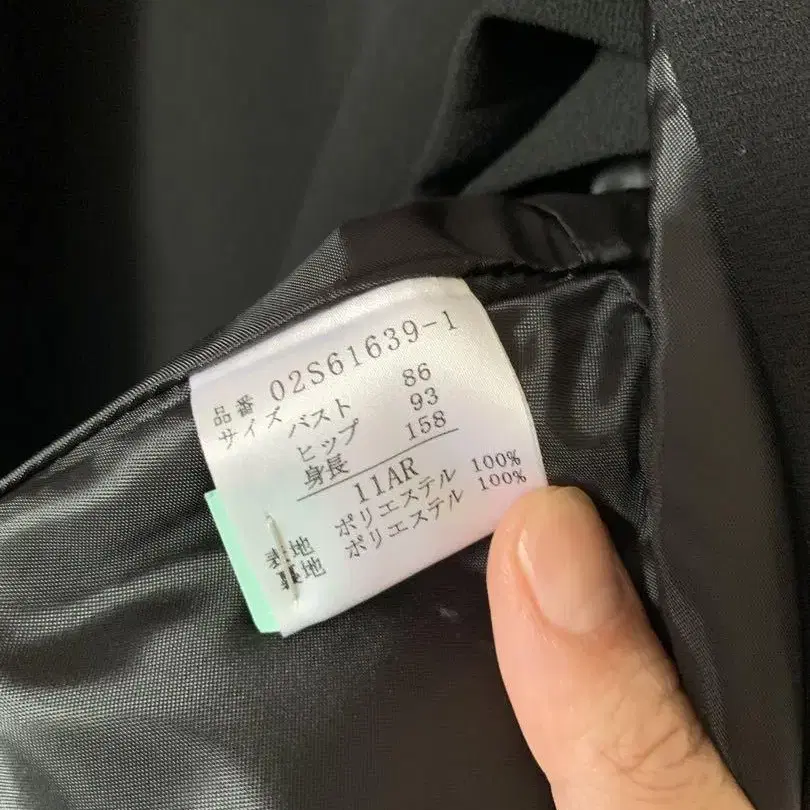 品番 02S61639-1
サイズ バスト 86
ヒップ 93
身長 158
11AR
表地 ポリエステル 100%
裏地 ポリエステル 100%